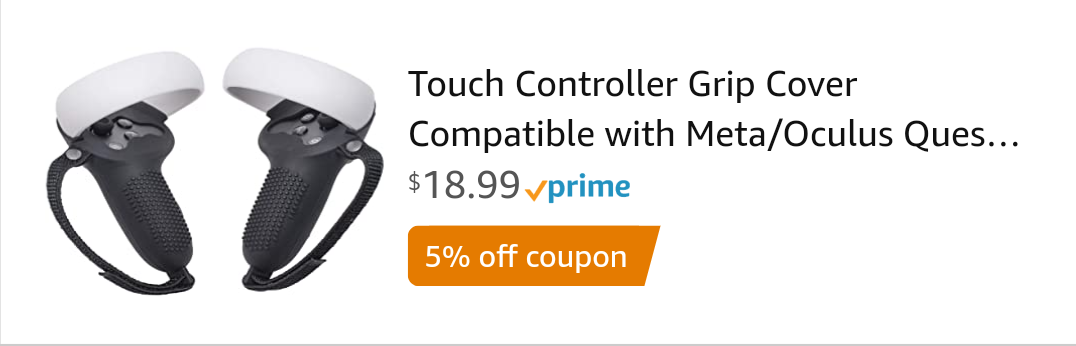 Touch Controller Grip Cover
Compatible with Meta/Oculus Ques...
$18.99 prime
5% off coupon